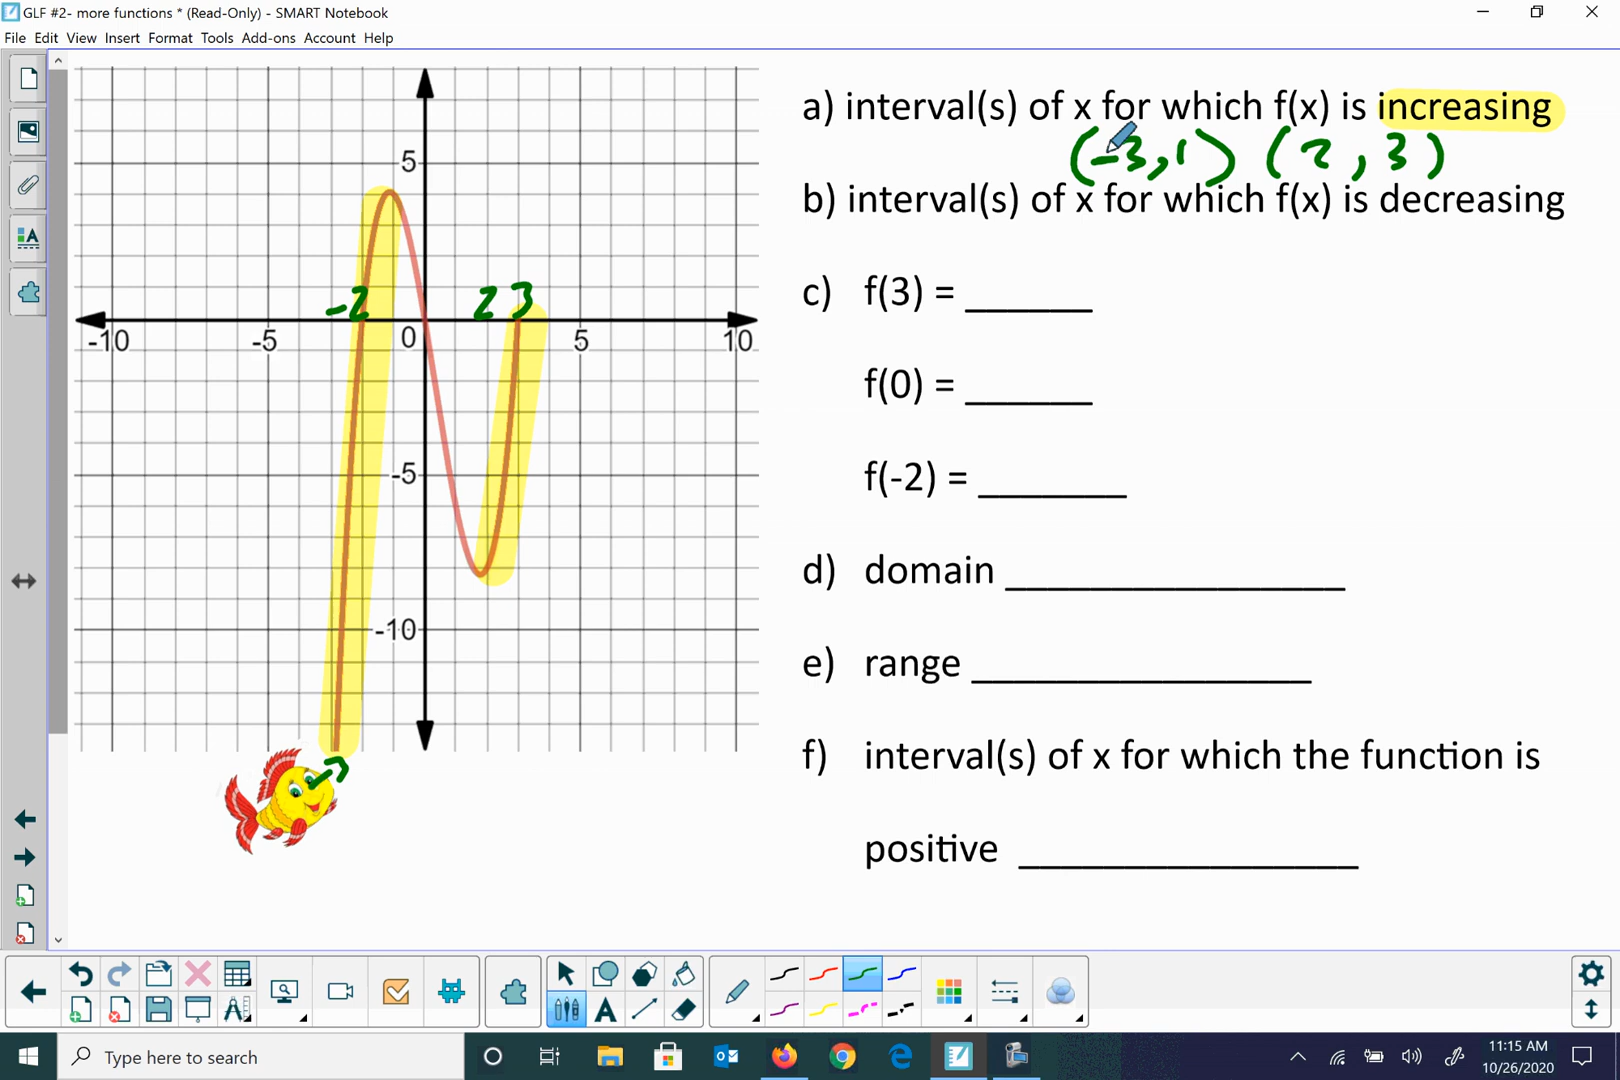 GLF #2- more functions * (Read-Only) - SMART Notebook
File Edit View Insert Format Tools Add-ons Account Help
a) interval(s) of x for which f(x) is increasing
(-3,1) (2,3)
b) interval(s) of x for which f(x) is decreasing
c) f(3) = ______
f(0) = ______
f(-2) = _______
d) domain ________________
e) range ________________
f) interval(s) of x for which the function is
positive ________________
5
-2 2 3
-10 -5 0 5 10
-5
-10
-3
A
A
Type here to search
11:15 AM
10/26/2020